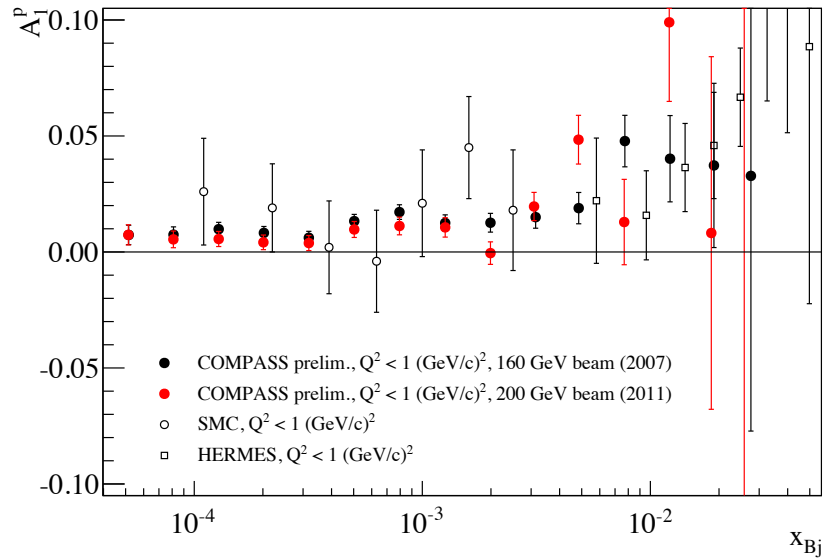 A₁ᵖ
0.10
0.05
0.00
-0.05
-0.10
COMPASS prelim., Q² < 1 (GeV/c)², 160 GeV beam (2007)
COMPASS prelim., Q² < 1 (GeV/c)², 200 GeV beam (2011)
SMC, Q² < 1 (GeV/c)²
HERMES, Q² < 1 (GeV/c)²
10⁻⁴ 10⁻³ 10⁻²
x_Bj